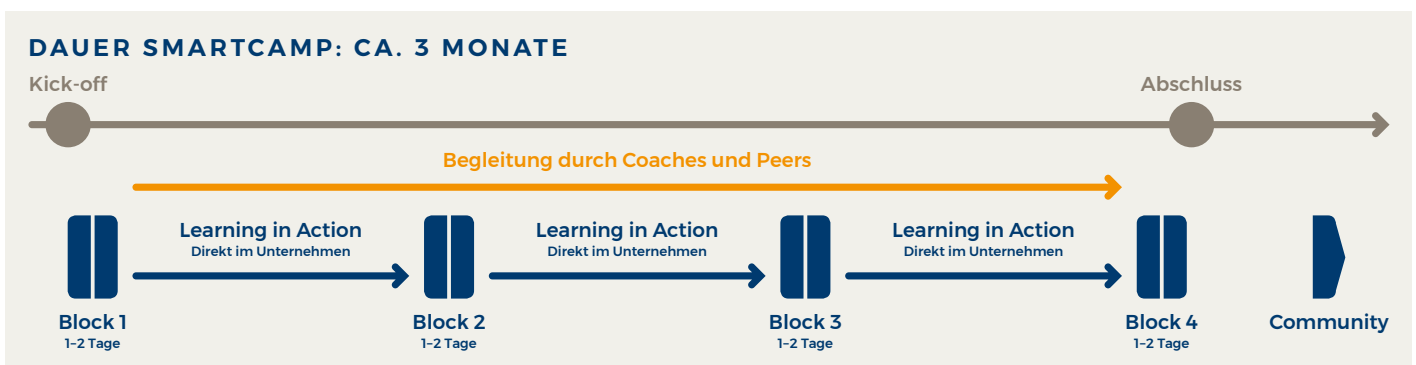 DAUER SMARTCAMP: CA. 3 MONATE
Kick-off
Abschluss
Begleitung durch Coaches und Peers
Learning in Action
Direkt im Unternehmen
Learning in Action
Direkt im Unternehmen
Learning in Action
Direkt im Unternehmen
Block 1
1–2 Tage
Block 2
1–2 Tage
Block 3
1–2 Tage
Block 4
1–2 Tage
Community